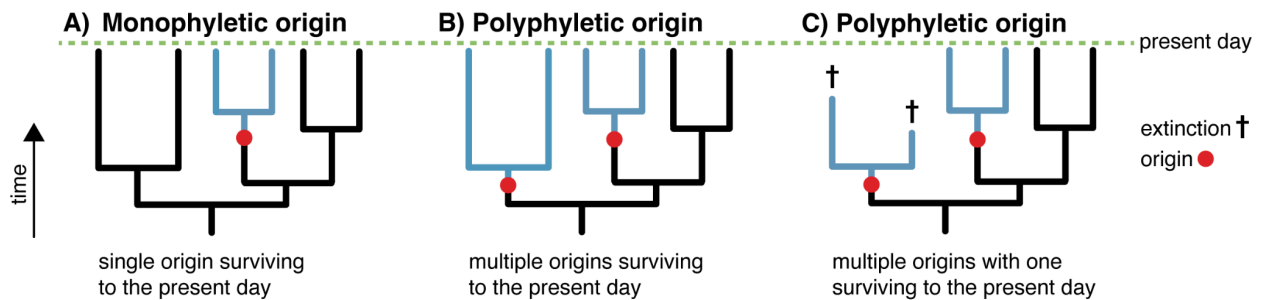 A) Monophyletic origin
B) Polyphyletic origin
C) Polyphyletic origin
present day
†
†
extinction †
origin
time
single origin surviving
to the present day
multiple origins surviving
to the present day
multiple origins with one
surviving to the present day